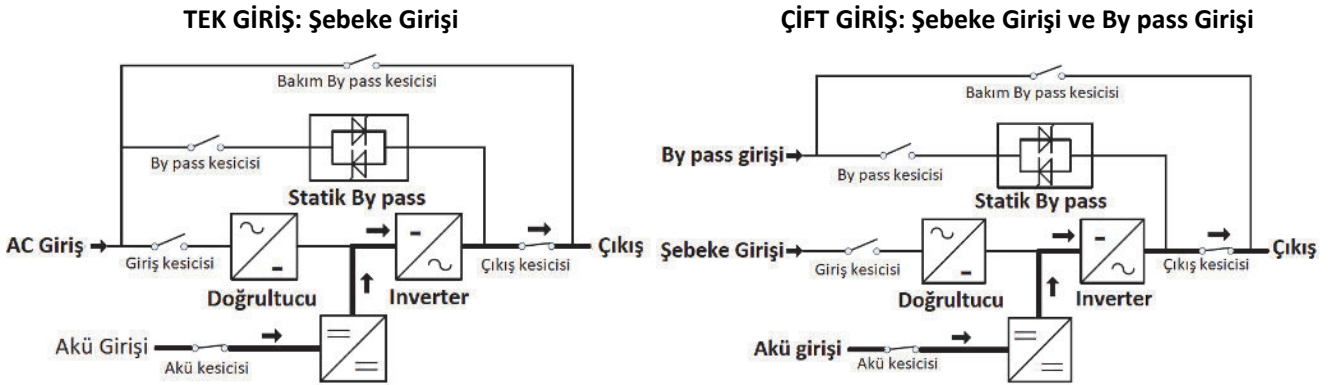 TEK GİRİŞ: Şebeke Girişi
Bakım By pass kesicisi
By pass kesicisi
Statik By pass
AC Giriş
Giriş kesicisi
Doğrultucu
Inverter
Çıkış kesicisi
Çıkış
Akü Girişi
Akü kesicisi
ÇİFT GİRİŞ: Şebeke Girişi ve By pass Girişi
Bakım By pass kesicisi
By pass girişi
By pass kesicisi
Statik By pass
Şebeke Girişi
Giriş kesicisi
Doğrultucu
Inverter
Çıkış kesicisi
Çıkış
Akü girişi
Akü kesicisi